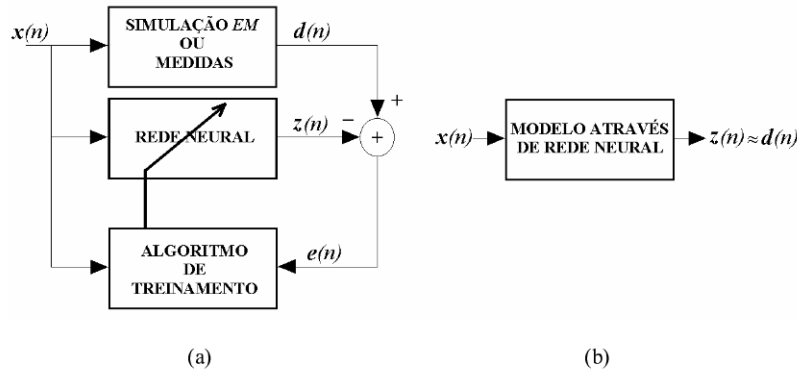 x(n)
SIMULAÇÃO EM
OU
MEDIDAS
d(n)
+
REDE NEURAL
z(n)
−
+
ALGORITMO
DE
TREINAMENTO
e(n)
(a)
x(n)
MODELO ATRAVÉS
DE REDE NEURAL
z(n)≈d(n)
(b)